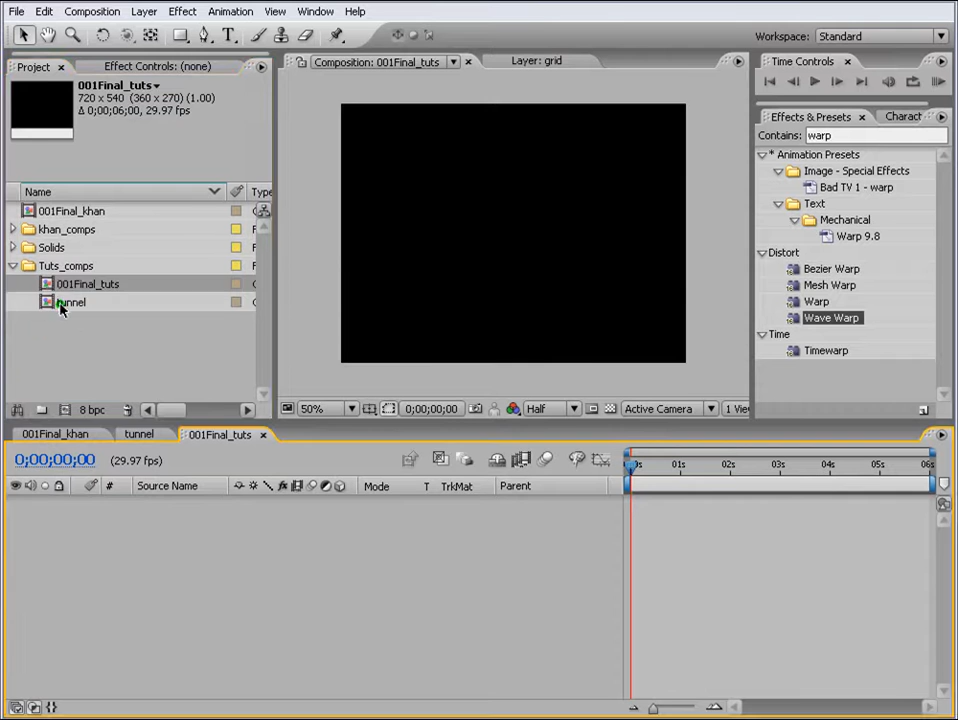 File Edit Composition Layer Effect Animation View Window Help
Workspace: Standard
Project Effect Controls: (none)
001Final_tuts
720 x 540 (360 x 270) (1.00)
Δ 0;00;06;00, 29.97 fps
Name Type
001Final_khan
khan_comps F
Solids F
Tuts_comps F
001Final_tuts
tunnel
8 bpc
Composition: 001Final_tuts Layer: grid
50% 0;00;00;00 Half Active Camera 1 View
Time Controls
Effects & Presets Charact
Contains: warp
* Animation Presets
Image - Special Effects
Bad TV 1 - warp
Text
Mechanical
Warp 9.8
Distort
Bezier Warp
Mesh Warp
Warp
Wave Warp
Time
Timewarp
001Final_khan tunnel 001Final_tuts
0;00;00;00 (29.97 fps)
0s 01s 02s 03s 04s 05s 06s
# Source Name Mode T TrkMat Parent